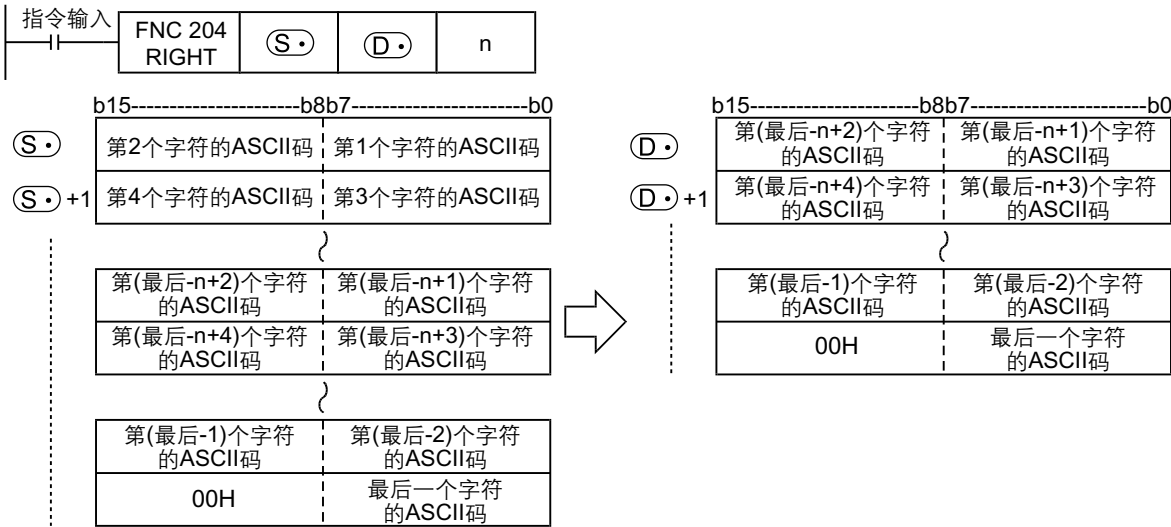 指令输入
FNC 204 RIGHT S· D· n
b15-----------------------b8b7------------------------b0
S· 第2个字符的ASCII码 第1个字符的ASCII码
S· +1 第4个字符的ASCII码 第3个字符的ASCII码
第(最后-n+2)个字符的ASCII码 第(最后-n+1)个字符的ASCII码
第(最后-n+4)个字符的ASCII码 第(最后-n+3)个字符的ASCII码
第(最后-1)个字符的ASCII码 第(最后-2)个字符的ASCII码
00H 最后一个字符的ASCII码
b15-----------------------b8b7------------------------b0
D· 第(最后-n+2)个字符的ASCII码 第(最后-n+1)个字符的ASCII码
D· +1 第(最后-n+4)个字符的ASCII码 第(最后-n+3)个字符的ASCII码
第(最后-1)个字符的ASCII码 第(最后-2)个字符的ASCII码
00H 最后一个字符的ASCII码